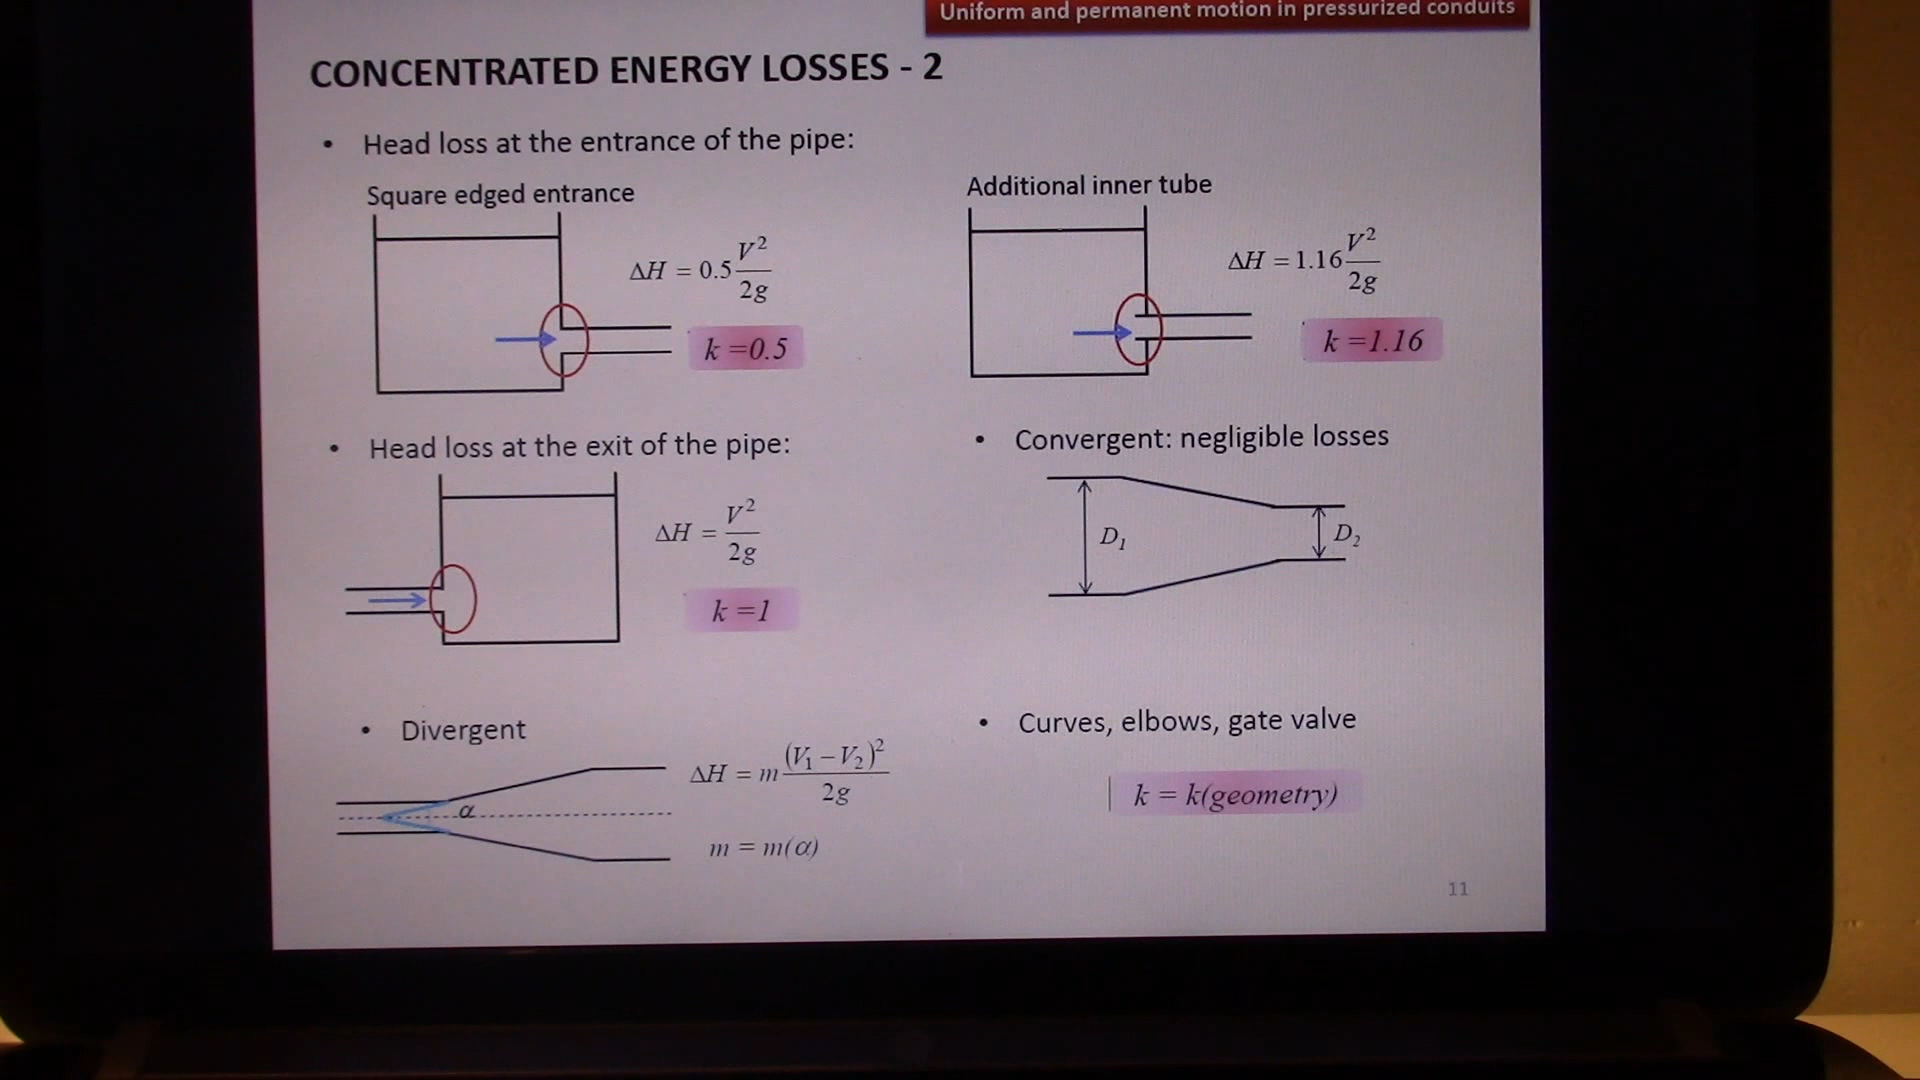 Uniform and permanent motion in pressurized conduits
CONCENTRATED ENERGY LOSSES - 2
• Head loss at the entrance of the pipe:
Square edged entrance
ΔH = 0.5 V²/2g
k =0.5
Additional inner tube
ΔH = 1.16 V²/2g
k =1.16
• Head loss at the exit of the pipe:
ΔH = V²/2g
k =1
• Convergent: negligible losses
D₁
D₂
• Divergent
α
ΔH = m (V₁ – V₂)²/2g
m = m(α)
• Curves, elbows, gate valve
k = k(geometry)
11